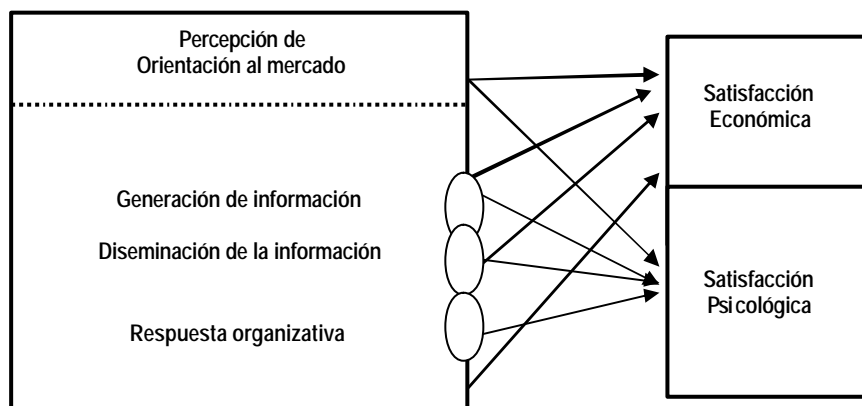 Percepción de
Orientación al mercado
Generación de información
Diseminación de la información
Respuesta organizativa
Satisfacción
Económica
Satisfacción
Psicológica